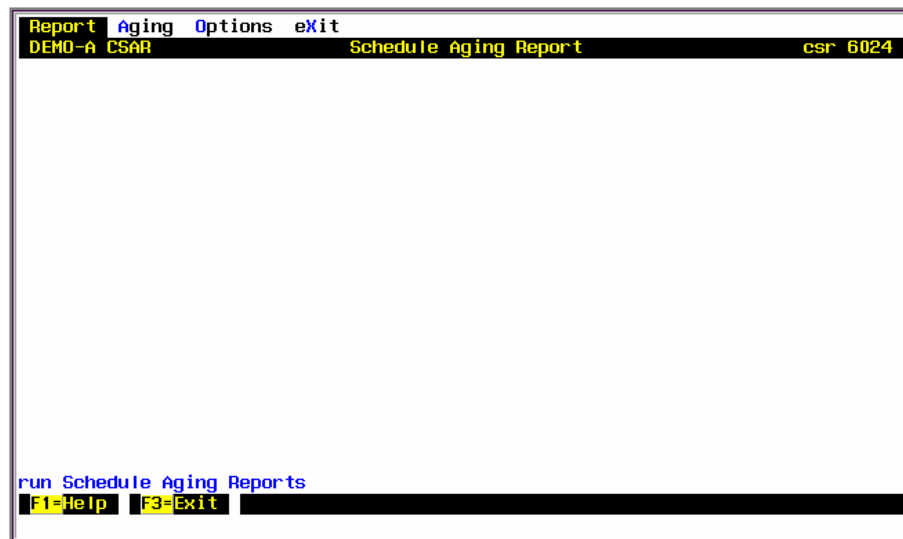 Report Aging Options eXit
DEMO-A CSAR Schedule Aging Report csr 6024
run Schedule Aging Reports
F1=Help F3=Exit